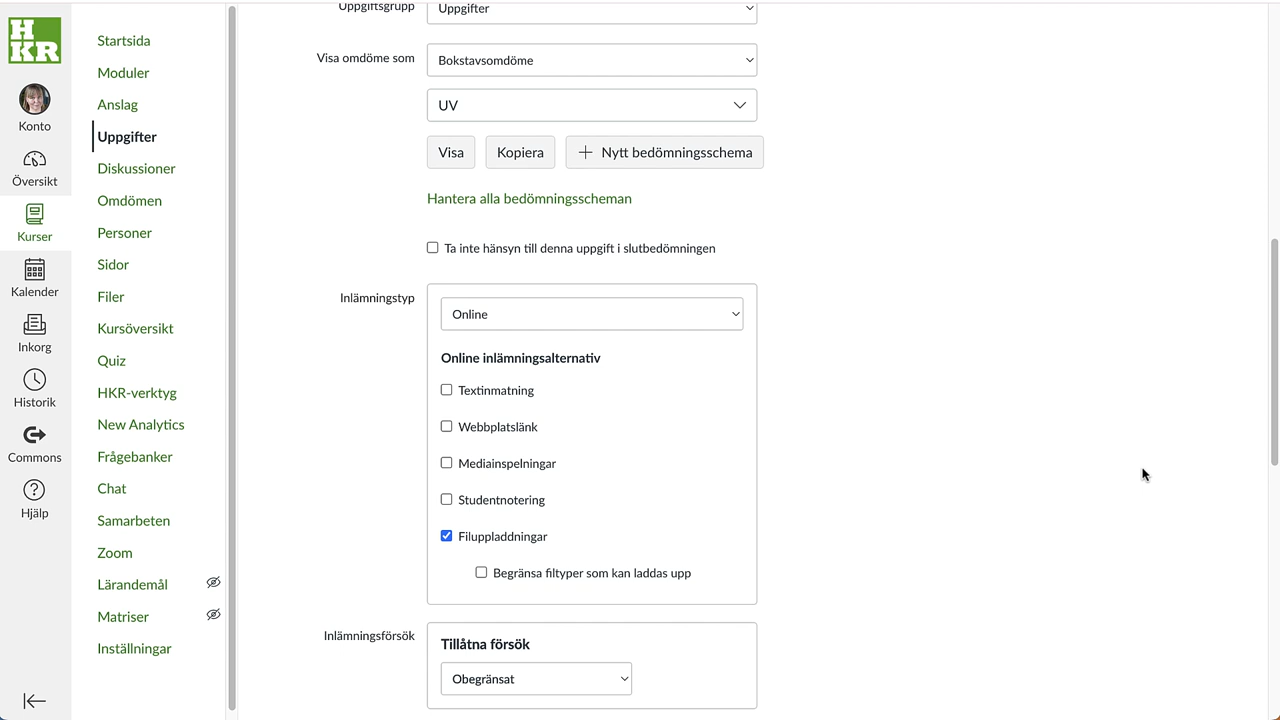 HKR
Konto
Översikt
Kurser
Kalender
Inkorg
Historik
Commons
Hjälp
Startsida
Moduler
Anslag
Uppgifter
Diskussioner
Omdömen
Personer
Sidor
Filer
Kursöversikt
Quiz
HKR-verktyg
New Analytics
Frågebanker
Chat
Samarbeten
Zoom
Lärandemål
Matriser
Inställningar
Uppgiftsgrupp
Uppgifter
Visa omdöme som
Bokstavsomdöme
UV
Visa
Kopiera
Nytt bedömningsschema
Hantera alla bedömningsscheman
Ta inte hänsyn till denna uppgift i slutbedömningen
Inlämningstyp
Online
Online inlämningsalternativ
Textinmatning
Webbplatslänk
Mediainspelningar
Studentnotering
Filuppladdningar
Begränsa filtyper som kan laddas upp
Inlämningsförsök
Tillåtna försök
Obegränsat